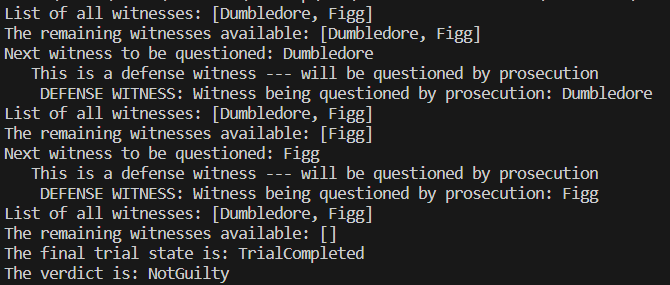 List of all witnesses: [Dumbledore, Figg]
The remaining witnesses available: [Dumbledore, Figg]
Next witness to be questioned: Dumbledore
   This is a defense witness --- will be questioned by prosecution
    DEFENSE WITNESS: Witness being questioned by prosecution: Dumbledore
List of all witnesses: [Dumbledore, Figg]
The remaining witnesses available: [Figg]
Next witness to be questioned: Figg
   This is a defense witness --- will be questioned by prosecution
    DEFENSE WITNESS: Witness being questioned by prosecution: Figg
List of all witnesses: [Dumbledore, Figg]
The remaining witnesses available: []
The final trial state is: TrialCompleted
The verdict is: NotGuilty